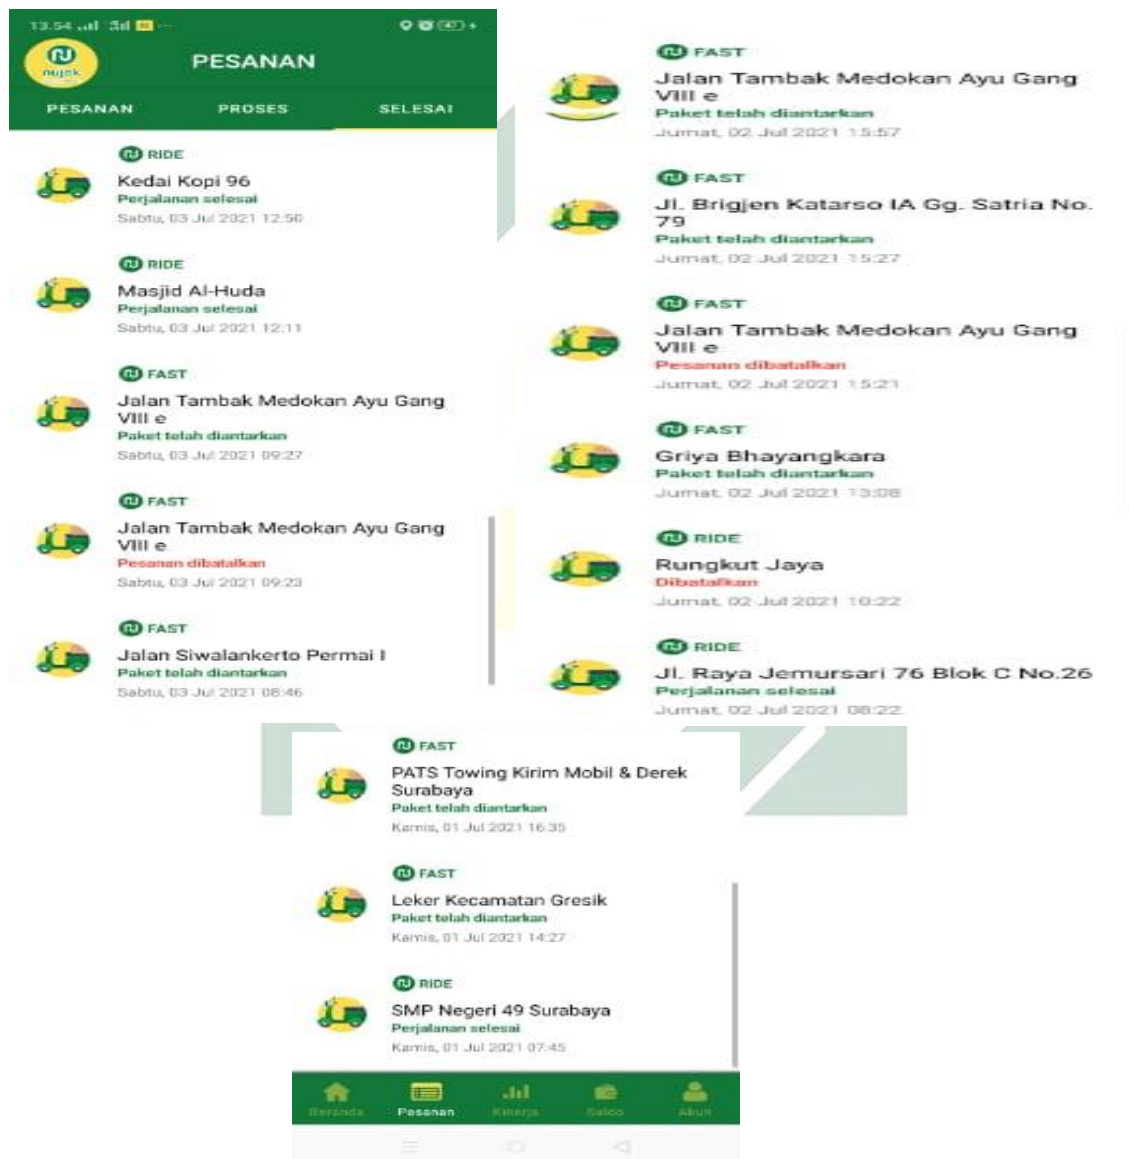 13.54
nujek
PESANAN
PESANAN PROSES SELESAI
RIDE
Kedai Kopi 96
Perjalanan selesai
Sabtu, 03 Jul 2021 12:50
RIDE
Masjid Al-Huda
Perjalanan selesai
Sabtu, 03 Jul 2021 12:11
FAST
Jalan Tambak Medokan Ayu Gang
VIII e
Paket telah diantarkan
Sabtu, 03 Jul 2021 09:27
FAST
Jalan Tambak Medokan Ayu Gang
VIII e
Pesanan dibatalkan
Sabtu, 03 Jul 2021 09:23
FAST
Jalan Siwalankerto Permai I
Paket telah diantarkan
Sabtu, 03 Jul 2021 08:46
FAST
Jalan Tambak Medokan Ayu Gang
VIII e
Paket telah diantarkan
Jumat, 02 Jul 2021 15:57
FAST
Jl. Brigjen Katarso IA Gg. Satria No.
79
Paket telah diantarkan
Jumat, 02 Jul 2021 15:27
FAST
Jalan Tambak Medokan Ayu Gang
VIII e
Pesanan dibatalkan
Jumat, 02 Jul 2021 15:21
FAST
Griya Bhayangkara
Paket telah diantarkan
Jumat, 02 Jul 2021 13:08
RIDE
Rungkut Jaya
Dibatalkan
Jumat, 02 Jul 2021 10:22
RIDE
Jl. Raya Jemursari 76 Blok C No.26
Perjalanan selesai
Jumat, 02 Jul 2021 08:22
FAST
PATS Towing Kirim Mobil & Derek
Surabaya
Paket telah diantarkan
Kamis, 01 Jul 2021 16:35
FAST
Leker Kecamatan Gresik
Paket telah diantarkan
Kamis, 01 Jul 2021 14:27
RIDE
SMP Negeri 49 Surabaya
Perjalanan selesai
Kamis, 01 Jul 2021 07:45
Beranda Pesanan Kinerja Saldo Akun